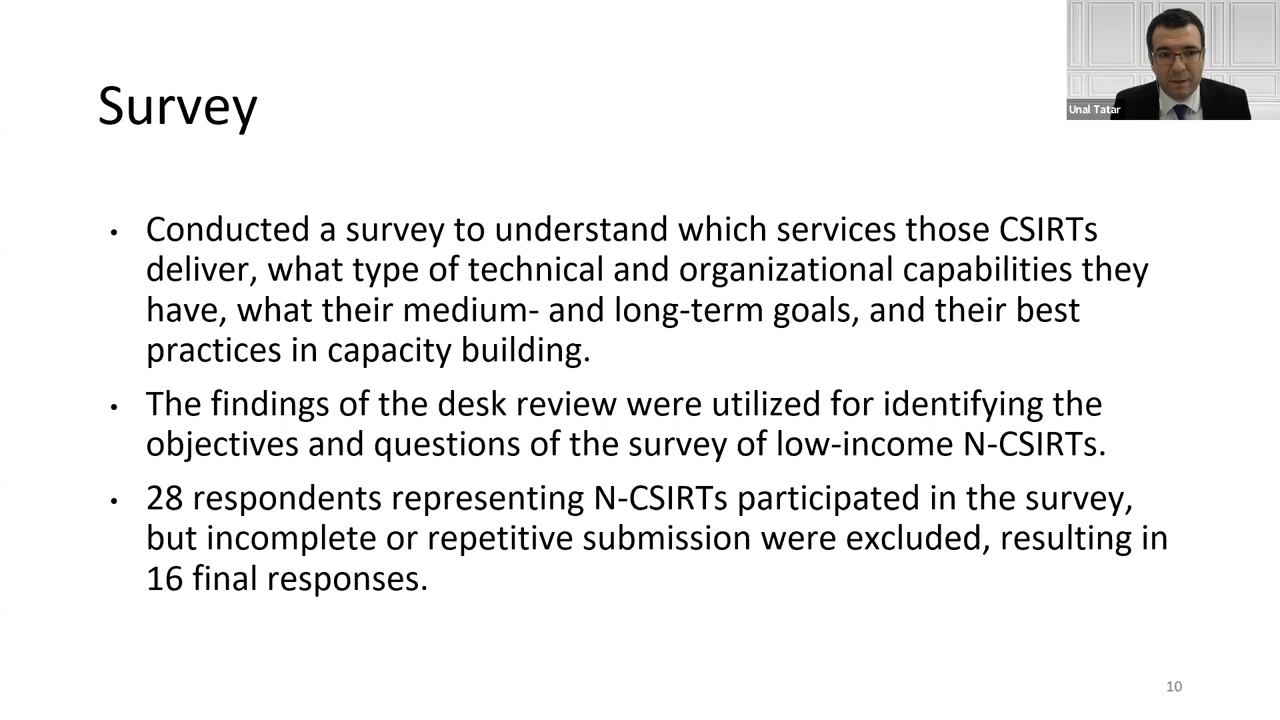 Survey
Unal Tatar
• Conducted a survey to understand which services those CSIRTs
deliver, what type of technical and organizational capabilities they
have, what their medium- and long-term goals, and their best
practices in capacity building.
• The findings of the desk review were utilized for identifying the
objectives and questions of the survey of low-income N-CSIRTs.
• 28 respondents representing N-CSIRTs participated in the survey,
but incomplete or repetitive submission were excluded, resulting in
16 final responses.
10